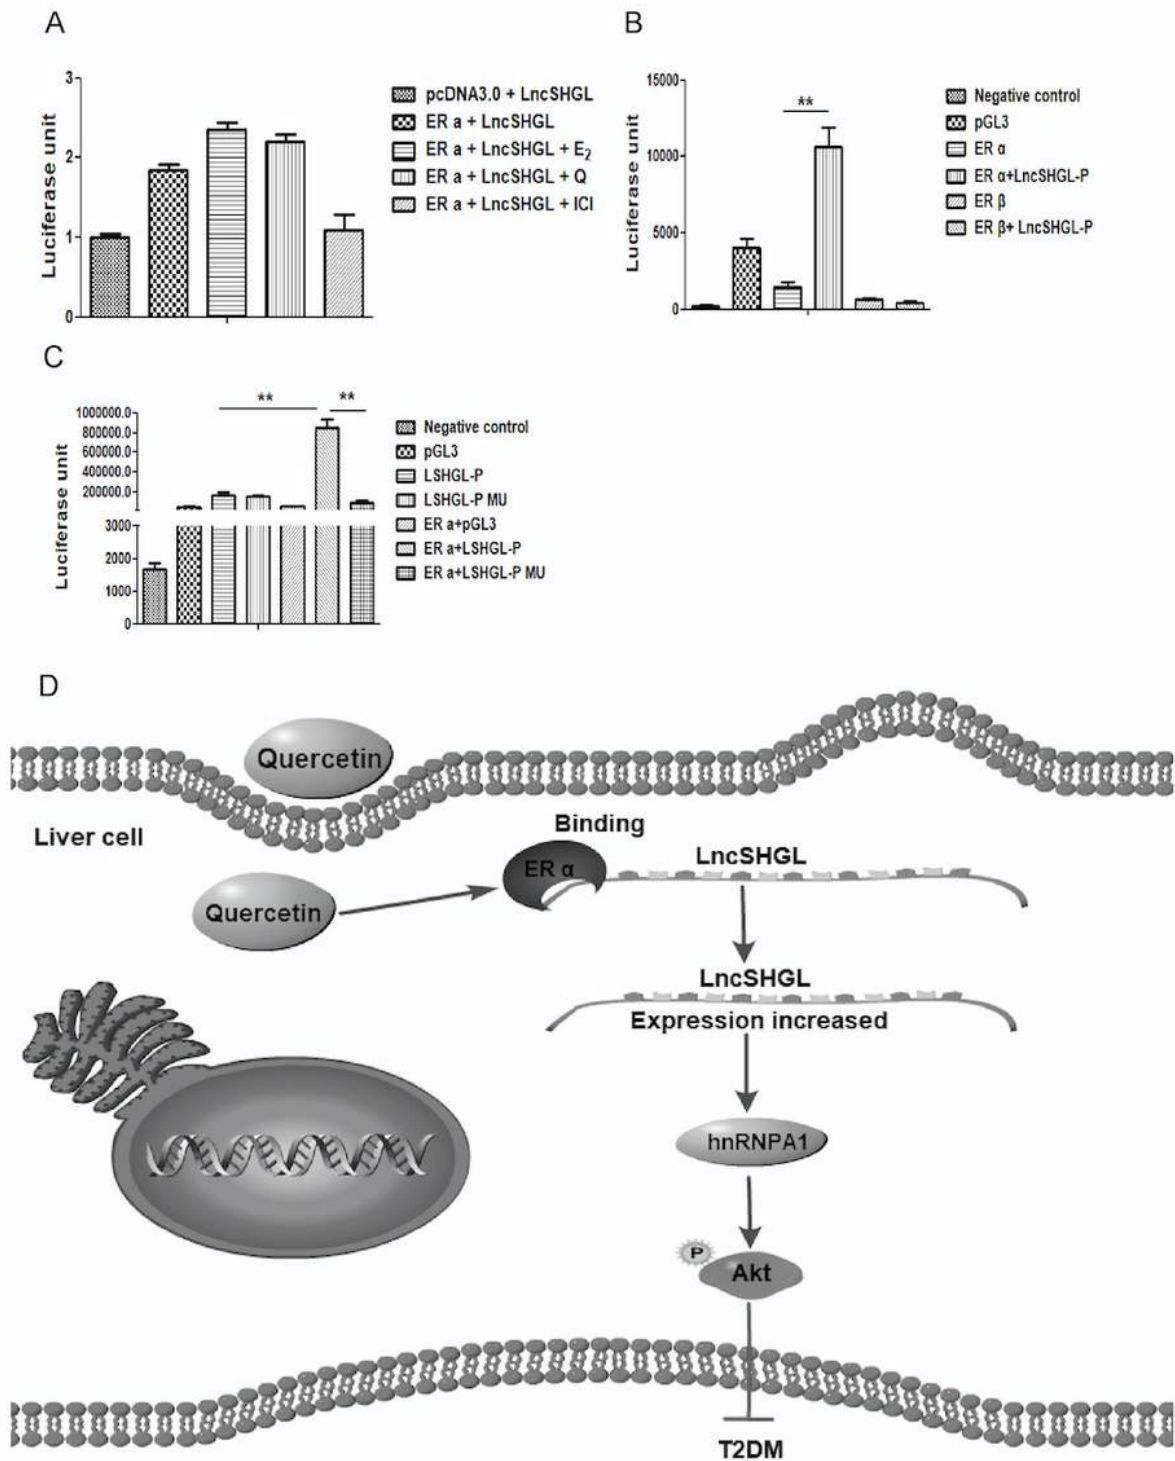 A
Luciferase unit
3
2
1
0
pcDNA3.0 + LncSHGL
ER a + LncSHGL
ER a + LncSHGL + E2
ER a + LncSHGL + Q
ER a + LncSHGL + ICI
B
Luciferase unit
15000
10000
5000
0
**
Negative control
pGL3
ER α
ER α+LncSHGL-P
ER β
ER β+ LncSHGL-P
C
Luciferase unit
1000000.0
800000.0
600000.0
400000.0
200000.0
3000
2000
1000
0
**
**
Negative control
pGL3
LSHGL-P
LSHGL-P MU
ER a+pGL3
ER a+LSHGL-P
ER a+LSHGL-P MU
D
Quercetin
Liver cell
Binding
ER α
LncSHGL
Quercetin
LncSHGL
Expression increased
hnRNPA1
P
Akt
T2DM